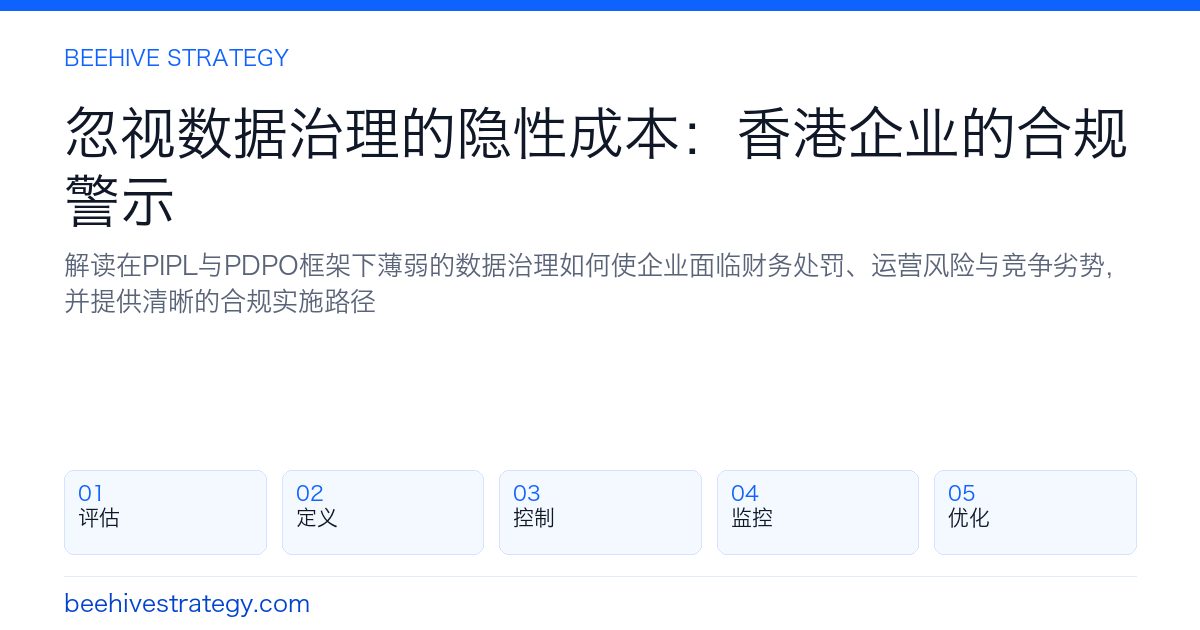 BEEHIVE STRATEGY
忽视数据治理的隐性成本：香港企业的合规
警示
解读在PIPL与PDPO框架下薄弱的数据治理如何使企业面临财务处罚、运营风险与竞争劣势，
并提供清晰的合规实施路径
01
评估
02
定义
03
控制
04
监控
05
优化
beehivestrategy.com